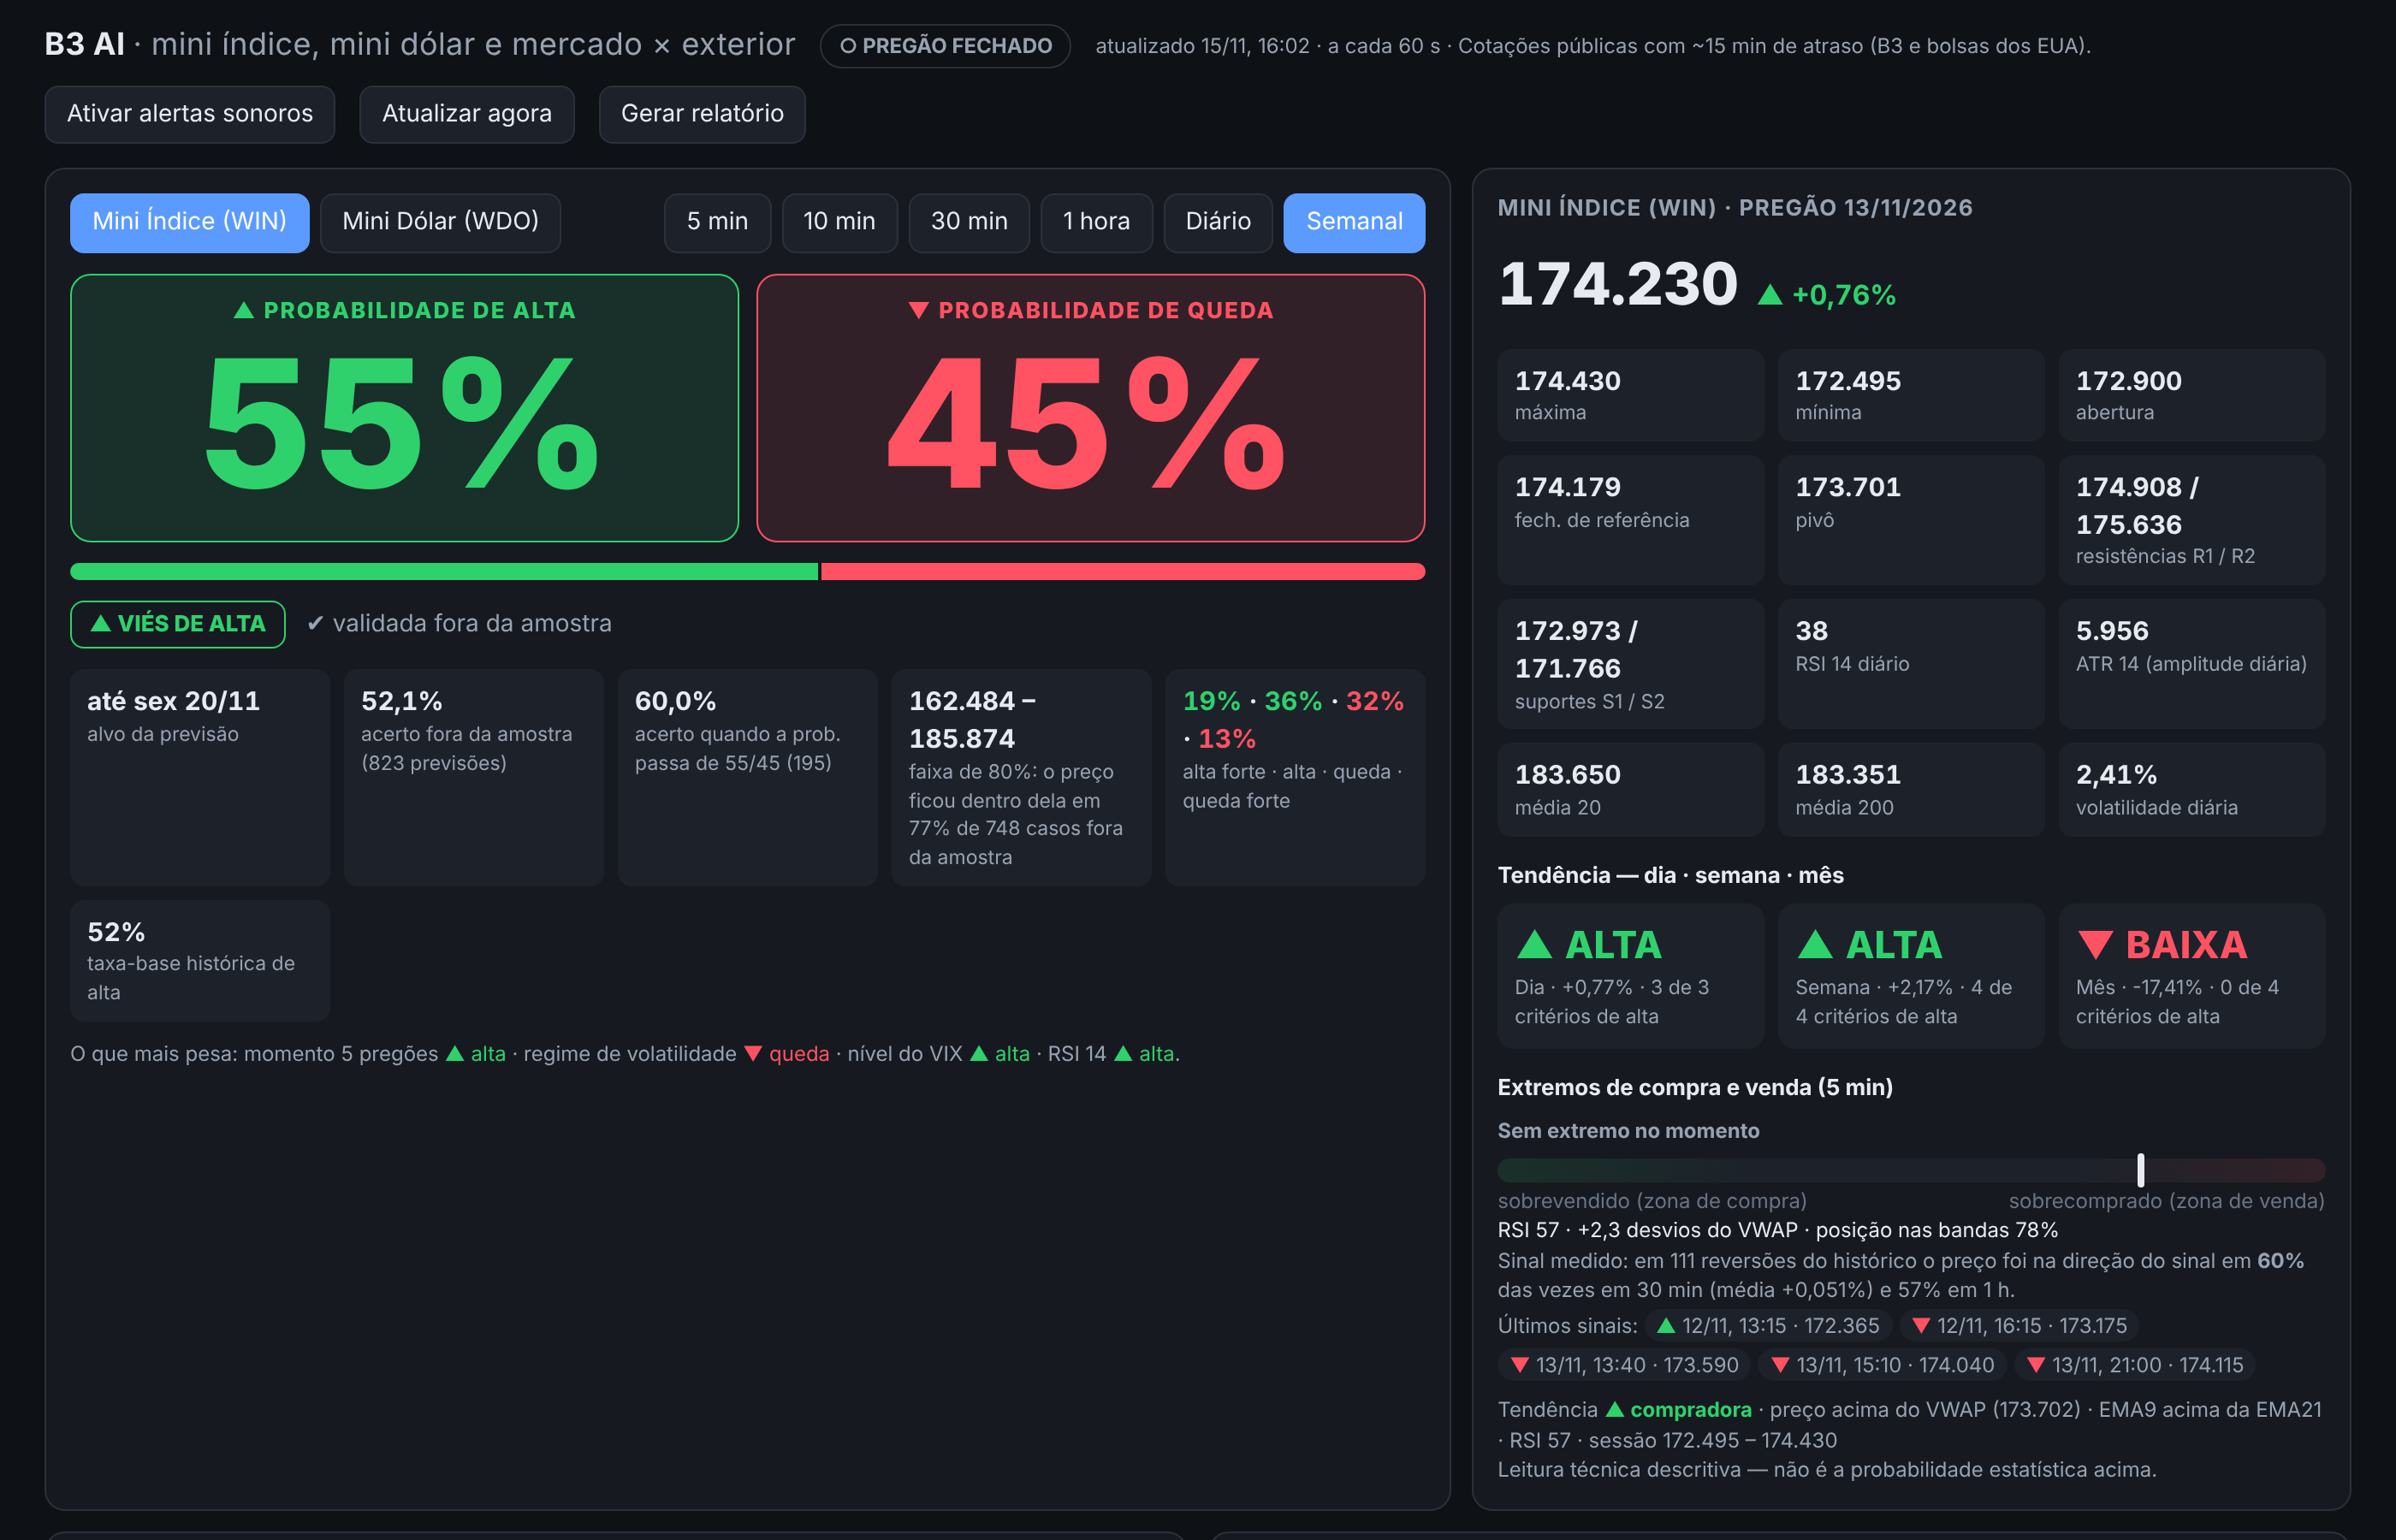 B3 AI · mini índice, mini dólar e mercado × exterior
○ PREGÃO FECHADO
atualizado 15/11, 16:02 · a cada 60 s · Cotações públicas com ~15 min de atraso (B3 e bolsas dos EUA).
Ativar alertas sonoros
Atualizar agora
Gerar relatório
Mini Índice (WIN)
Mini Dólar (WDO)
5 min
10 min
30 min
1 hora
Diário
Semanal
▲ PROBABILIDADE DE ALTA
55%
▼ PROBABILIDADE DE QUEDA
45%
▲ VIÉS DE ALTA
✔ validada fora da amostra
até sex 20/11
alvo da previsão
52,1%
acerto fora da amostra
(823 previsões)
60,0%
acerto quando a prob.
passa de 55/45 (195)
162.484 –
185.874
faixa de 80%: o preço
ficou dentro dela em
77% de 748 casos fora
da amostra
19% · 36% · 32%
· 13%
alta forte · alta · queda ·
queda forte
52%
taxa-base histórica de
alta
O que mais pesa: momento 5 pregões ▲ alta · regime de volatilidade ▼ queda · nível do VIX ▲ alta · RSI 14 ▲ alta.
MINI ÍNDICE (WIN) · PREGÃO 13/11/2026
174.230 ▲ +0,76%
174.430
máxima
172.495
mínima
172.900
abertura
174.179
fech. de referência
173.701
pivô
174.908 /
175.636
resistências R1 / R2
172.973 /
171.766
suportes S1 / S2
38
RSI 14 diário
5.956
ATR 14 (amplitude diária)
183.650
média 20
183.351
média 200
2,41%
volatilidade diária
Tendência — dia · semana · mês
▲ ALTA
Dia · +0,77% · 3 de 3
critérios de alta
▲ ALTA
Semana · +2,17% · 4 de
4 critérios de alta
▼ BAIXA
Mês · -17,41% · 0 de 4
critérios de alta
Extremos de compra e venda (5 min)
Sem extremo no momento
sobrevendido (zona de compra)
sobrecomprado (zona de venda)
RSI 57 · +2,3 desvios do VWAP · posição nas bandas 78%
Sinal medido: em 111 reversões do histórico o preço foi na direção do sinal em 60%
das vezes em 30 min (média +0,051%) e 57% em 1 h.
Últimos sinais: ▲ 12/11, 13:15 · 172.365 ▼ 12/11, 16:15 · 173.175
▼ 13/11, 13:40 · 173.590 ▼ 13/11, 15:10 · 174.040 ▼ 13/11, 21:00 · 174.115
Tendência ▲ compradora · preço acima do VWAP (173.702) · EMA9 acima da EMA21
· RSI 57 · sessão 172.495 – 174.430
Leitura técnica descritiva — não é a probabilidade estatística acima.